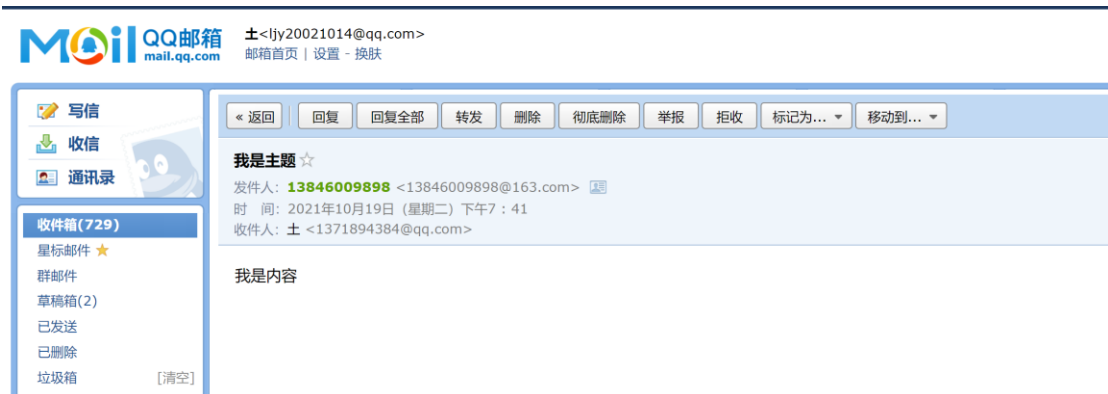 MOil QQ邮箱 mail.qq.com
土<ljy20021014@qq.com>
邮箱首页 | 设置 - 换肤
写信
收信
通讯录
收件箱(729)
星标邮件
群邮件
草稿箱(2)
已发送
已删除
垃圾箱 [清空]
« 返回 回复 回复全部 转发 删除 彻底删除 举报 拒收 标记为... 移动到...
我是主题
发件人: 13846009898 <13846009898@163.com>
时 间: 2021年10月19日 (星期二) 下午7:41
收件人: 土 <1371894384@qq.com>
我是内容